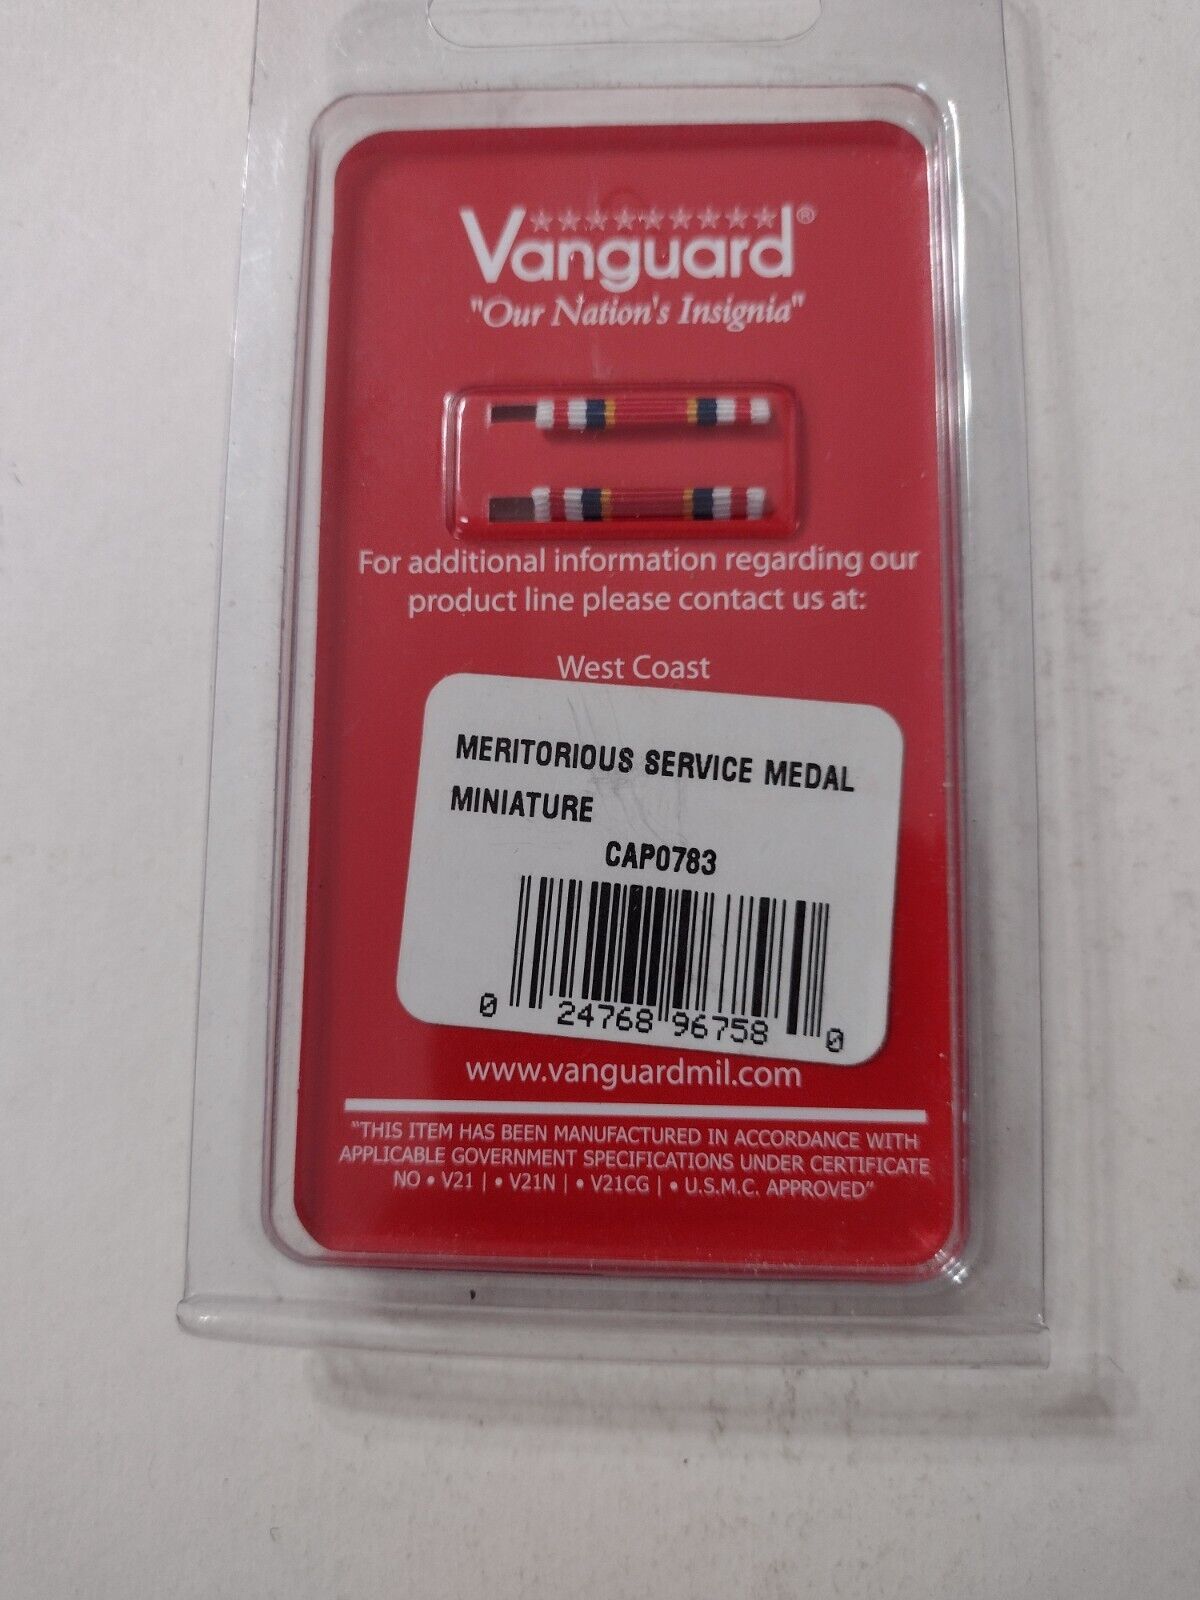 Vanguard®
"Our Nation's Insignia"
For additional information regarding our
product line please contact us at:
West Coast
MERITORIOUS SERVICE MEDAL
MINIATURE
CAP0783
0 24768 96758 0
www.vanguardmil.com
"THIS ITEM HAS BEEN MANUFACTURED IN ACCORDANCE WITH
APPLICABLE GOVERNMENT SPECIFICATIONS UNDER CERTIFICATE
NO • V21 | • V21N | • V21CG | • U.S.M.C. APPROVED"